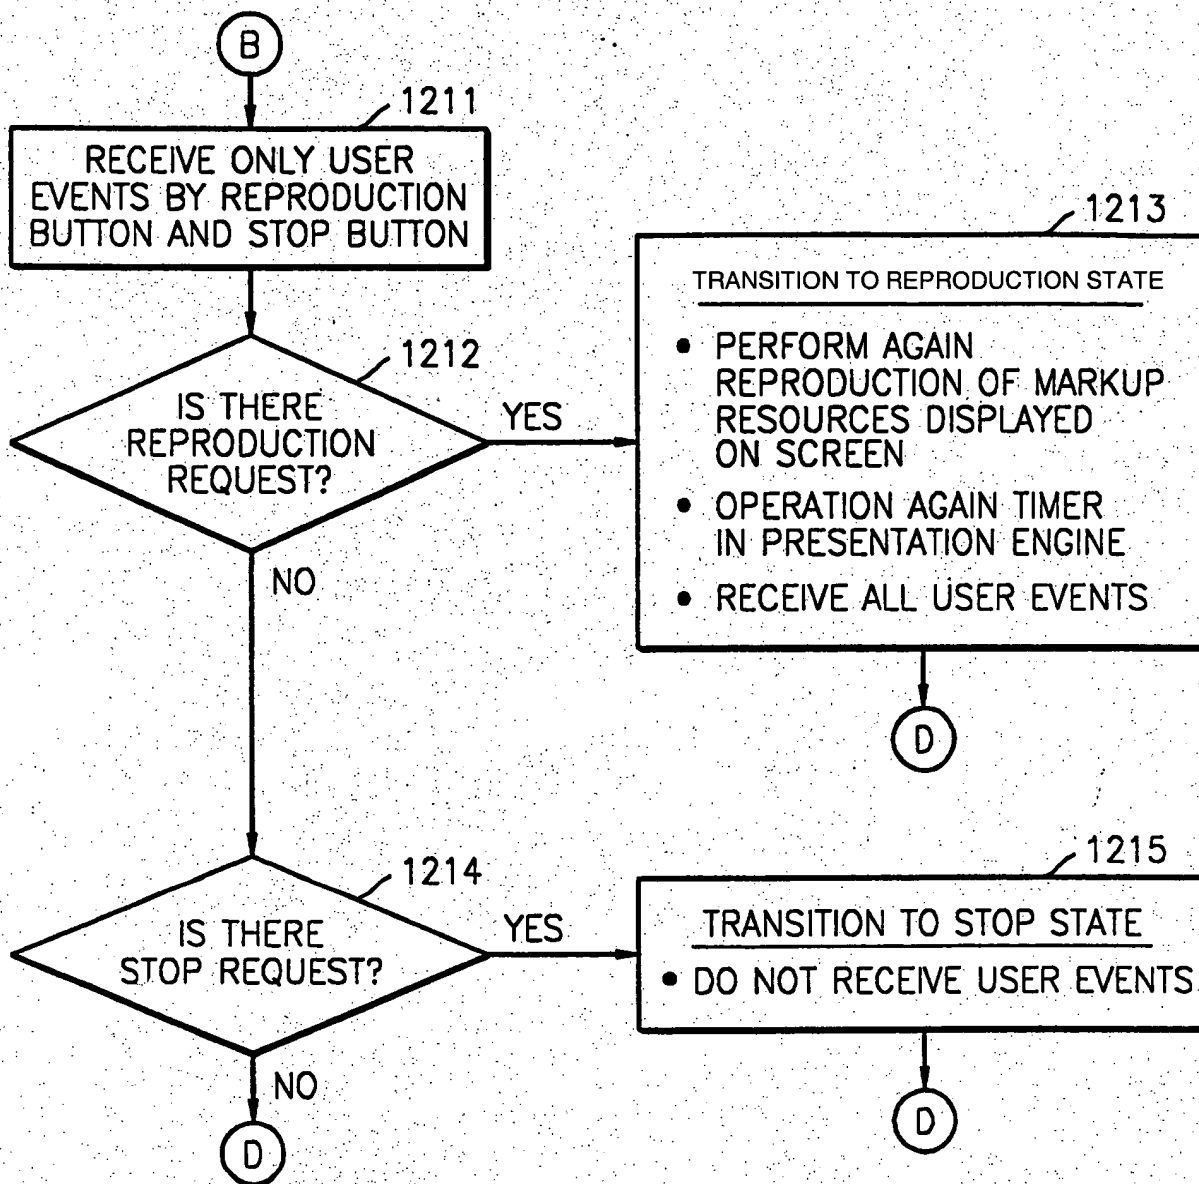 B
1211
RECEIVE ONLY USER
EVENTS BY REPRODUCTION
BUTTON AND STOP BUTTON
1212
IS THERE
REPRODUCTION
REQUEST?
YES
NO
1213
TRANSITION TO REPRODUCTION STATE
• PERFORM AGAIN
REPRODUCTION OF MARKUP
RESOURCES DISPLAYED
ON SCREEN
• OPERATION AGAIN TIMER
IN PRESENTATION ENGINE
• RECEIVE ALL USER EVENTS
D
1214
IS THERE
STOP REQUEST?
YES
NO
D
1215
TRANSITION TO STOP STATE
• DO NOT RECEIVE USER EVENTS
D